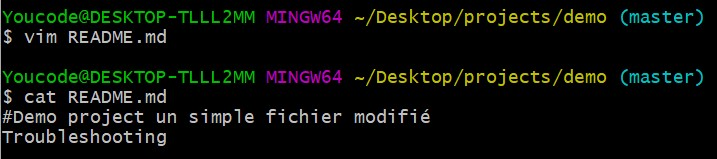 Youcode@DESKTOP-TLLL2MM MINGW64 ~/Desktop/projects/demo (master)
$ vim README.md
Youcode@DESKTOP-TLLL2MM MINGW64 ~/Desktop/projects/demo (master)
$ cat README.md
#Demo project un simple fichier modifié
Troubleshooting